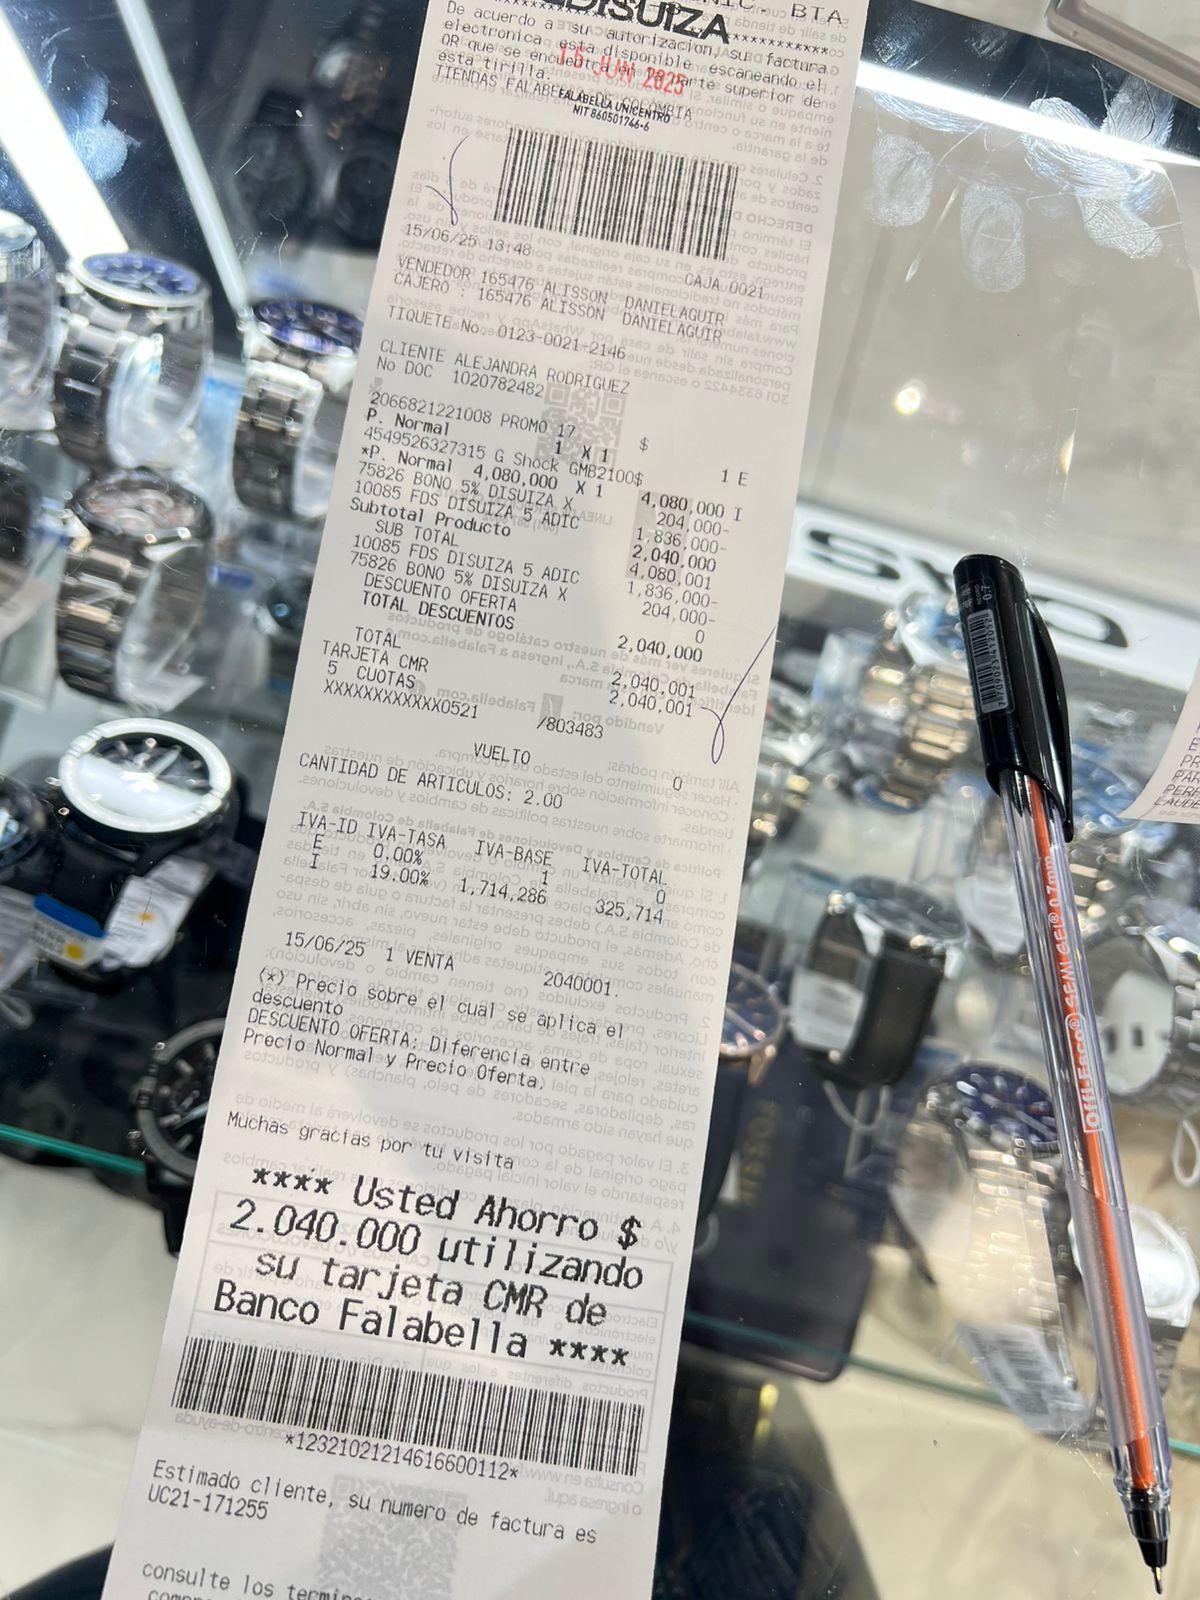 EDISUIZA
De acuerdo a su autorizacion, su factura
electronica esta disponible escaneando el
QR que se encuentra en la parte superior de
esta tirilla.
15 JUN 2025
TIENDAS FALABELLA DE COLOMBIA
FALABELLA UNICENTRO
NIT 860501746-6
15/06/25 13:48 CAJA 0021
VENDEDOR 165476 ALISSON DANIELAGUIR
CAJERO : 165476 ALISSON DANIELAGUIR
TIQUETE No. 0123-0021-2146
CLIENTE ALEJANDRA RODRIGUEZ
No DOC 1020782482
2066821221008 PROMO 17
P. Normal 1 X 1 $ 1 E
4549526327315 G Shock GMB2100$
*P. Normal 4,080,000 X 1 4,080,000 I
75826 BONO 5% DISUIZA X 204,000-
10085 FDS DISUIZA 5 ADIC 1,836,000-
Subtotal Producto 2,040,000
SUB TOTAL 4,080,001
10085 FDS DISUIZA 5 ADIC 1,836,000-
75826 BONO 5% DISUIZA X 204,000-
DESCUENTO OFERTA 0
TOTAL DESCUENTOS 2,040,000
TOTAL 2,040,001
TARJETA CMR 2,040,001
5 CUOTAS
XXXXXXXXXXXX0521 /803483
VUELTO 0
CANTIDAD DE ARTICULOS: 2.00
IVA-ID IVA-TASA IVA-BASE IVA-TOTAL
E 0.00% 1 0
I 19.00% 1,714,286 325,714
15/06/25 1 VENTA 2040001.
(*) Precio sobre el cual se aplica el
descuento
DESCUENTO OFERTA: Diferencia entre
Precio Normal y Precio Oferta.
Muchas gracias por tu visita
**** Usted Ahorro $
2.040.000 utilizando
su tarjeta CMR de
Banco Falabella ****
*12321021214616600112*
Estimado cliente, su numero de factura es
UC21-171255
consulte los
OffiEsco® SEMI GEL® 0.7mm